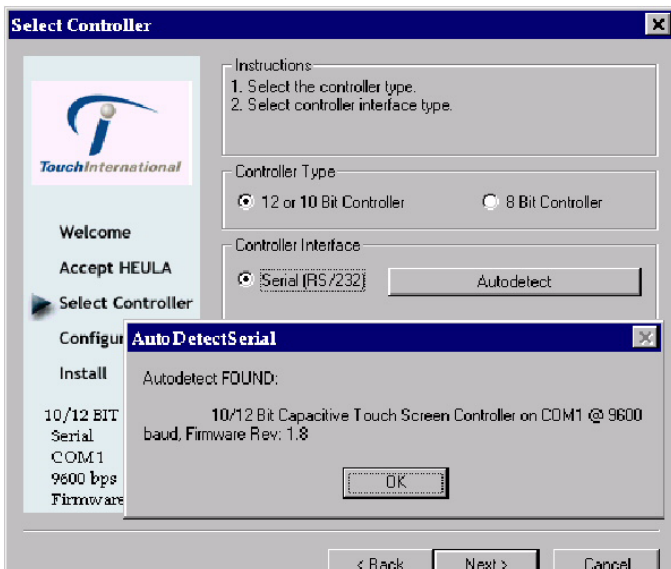 Select Controller
TouchInternational
Welcome
Accept HEULA
Select Controller
Configur
Install
10/12 BIT
Serial
COM1
9600 bps
Firmware
Instructions
1. Select the controller type.
2. Select controller interface type.
Controller Type
12 or 10 Bit Controller
8 Bit Controller
Controller Interface
Serial (RS/232)
Autodetect
AutoDetectSerial
Autodetect FOUND:
10/12 Bit Capacitive Touch Screen Controller on COM1 @ 9600
baud, Firmware Rev: 1.8
OK
< Back
Next >
Cancel